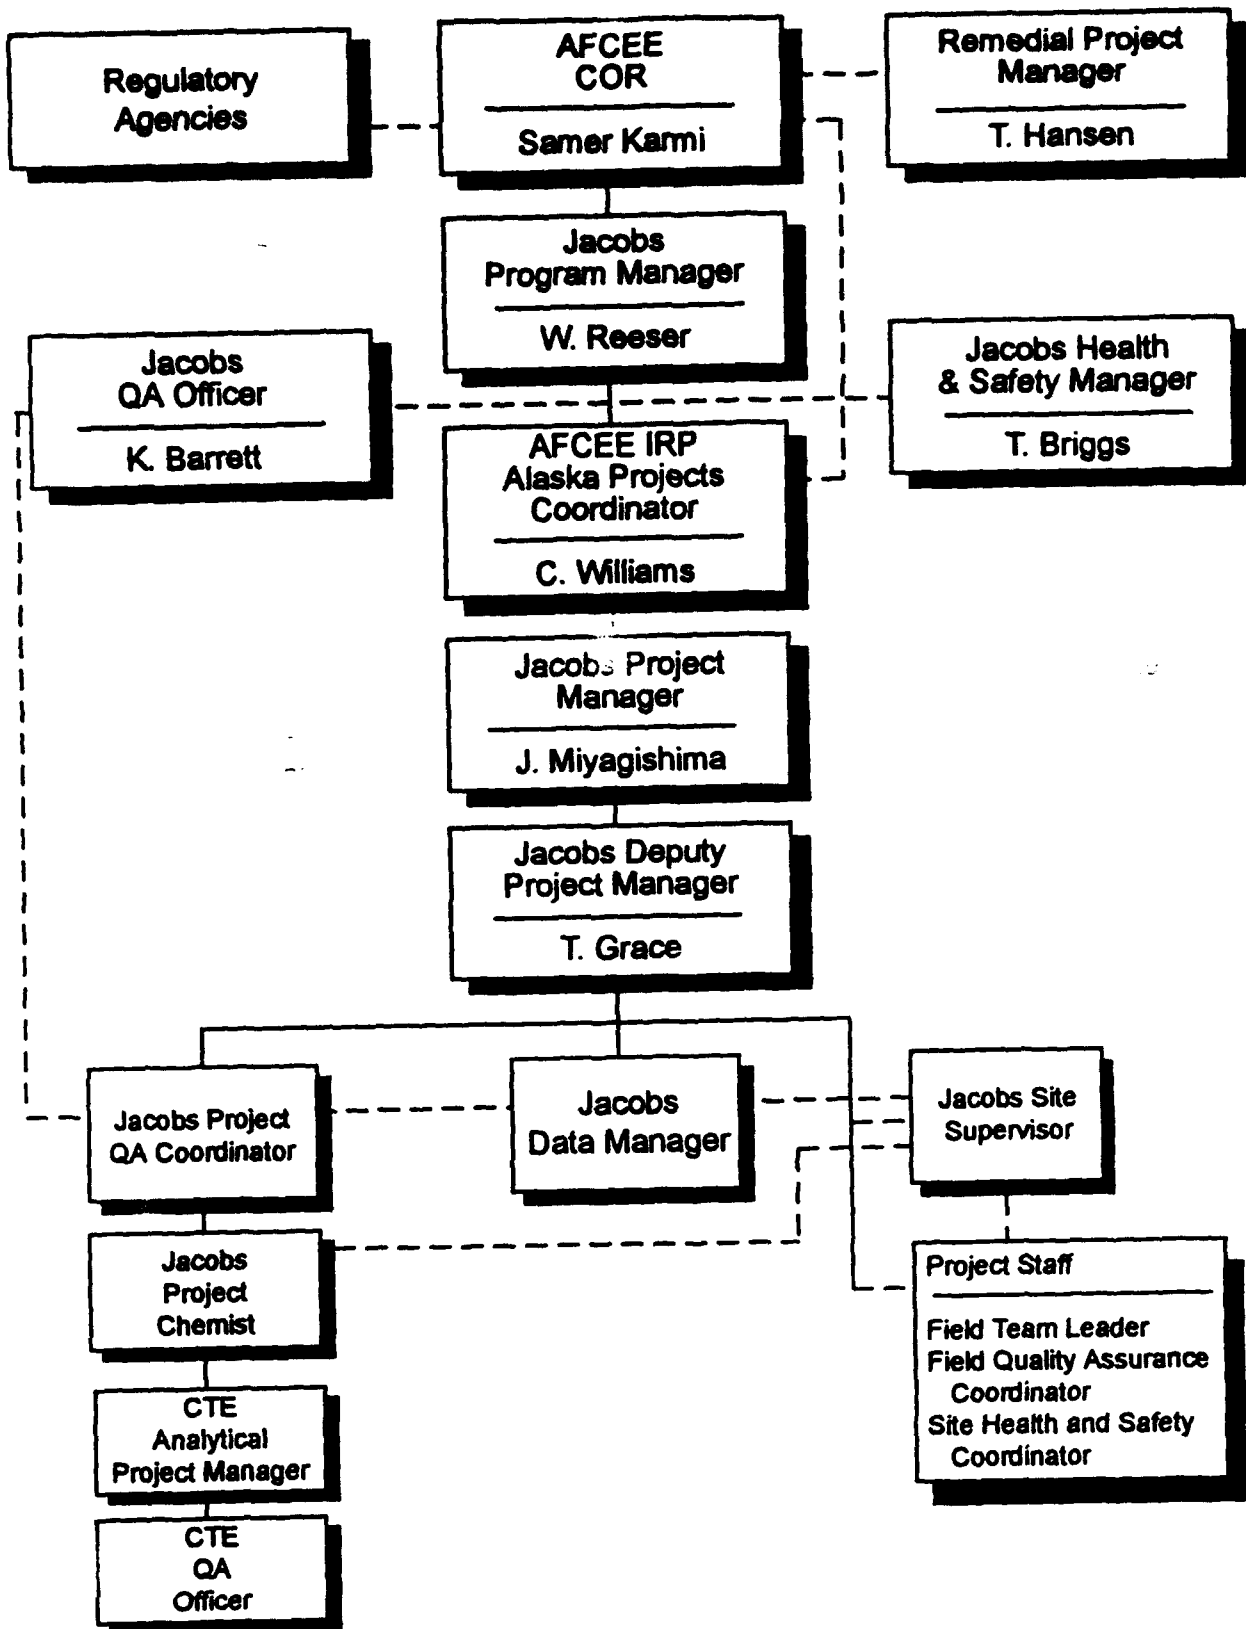 Regulatory
Agencies
AFCEE
COR
Samer Karmi
Remedial Project
Manager
T. Hansen
Jacobs
Program Manager
W. Reeser
Jacobs
QA Officer
K. Barrett
Jacobs Health
& Safety Manager
T. Briggs
AFCEE IRP
Alaska Projects
Coordinator
C. Williams
Jacobs Project
Manager
J. Miyagishima
Jacobs Deputy
Project Manager
T. Grace
Jacobs Project
QA Coordinator
Jacobs
Data Manager
Jacobs Site
Supervisor
Jacobs
Project
Chemist
Project Staff
Field Team Leader
Field Quality Assurance
Coordinator
Site Health and Safety
Coordinator
CTE
Analytical
Project Manager
CTE
QA
Officer